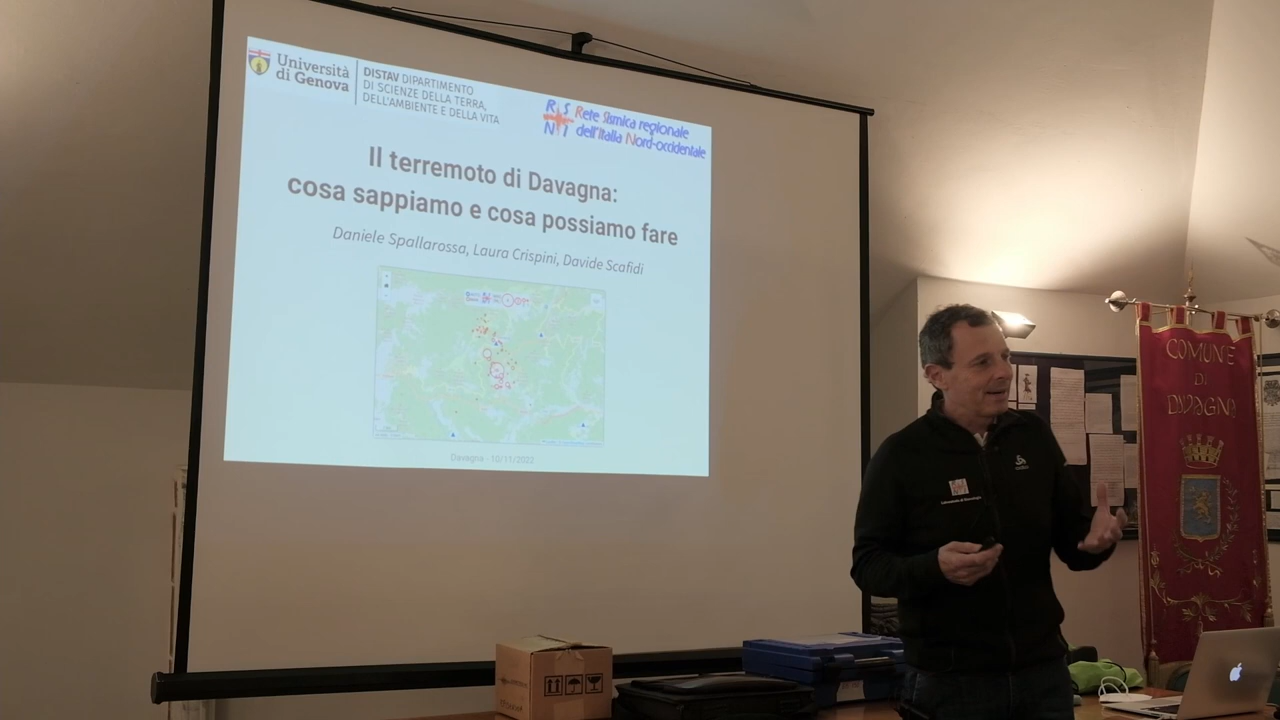 Università
di Genova
DISTAV DIPARTIMENTO
DI SCIENZE DELLA TERRA,
DELL'AMBIENTE E DELLA VITA
RS
NI
Rete Sismica regionale
dell'Italia Nord-occidentale
Il terremoto di Davagna:
cosa sappiamo e cosa possiamo fare
Daniele Spallarossa, Laura Crispini, Davide Scafidi
Davagna - 10/11/2022
COMUNE
DI
DAVAGNA